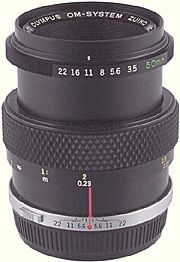 OLYMPUS OM-SYSTEM ZUIKO
22 16 11 8 5.6 3.5 50mm
∞ 1: 2
m 0.23
22 11 5.6 5.6 11 22